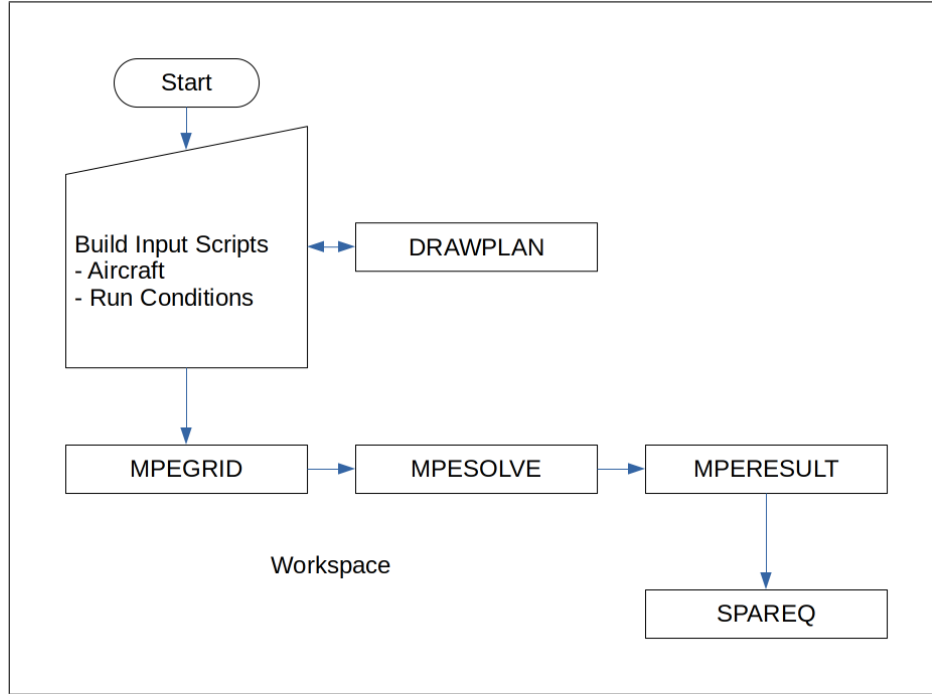 Start
Build Input Scripts
- Aircraft
- Run Conditions
DRAWPLAN
MPEGRID
MPESOLVE
MPERESULT
Workspace
SPAREQ